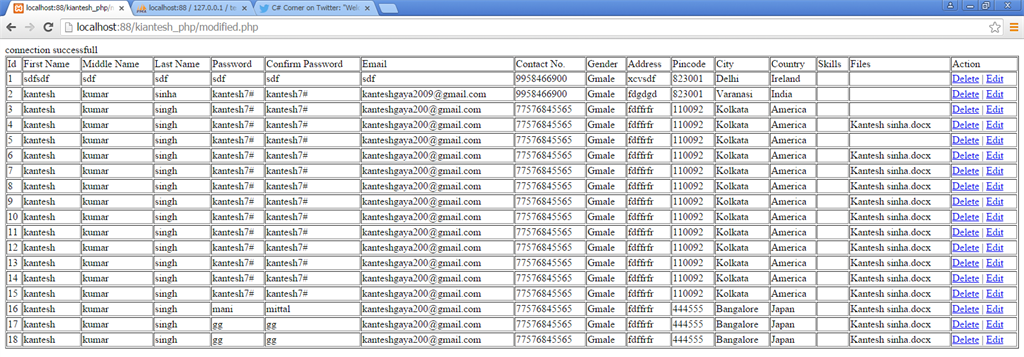 localhost:88/kiantesh_php/mo
localhost:88 / 127.0.0.1 / te
C# Corner on Twitter: "Wel
localhost:88/kiantesh_php/modified.php
connection successfull
Id First Name Middle Name Last Name Password Confirm Password Email Contact No. Gender Address Pincode City Country Skills Files Action
1 sdfsdf sdf sdf sdf sdf sdf 9958466900 Gmale xcvsdf 823001 Delhi Ireland Delete | Edit
2 kantesh kumar sinha kantesh7# kantesh7# kanteshgaya2009@gmail.com 9958466900 Gmale fdgdgd 823001 Varanasi India Delete | Edit
3 kantesh kumar singh kantesh7# kantesh7# kanteshgaya200@gmail.com 77576845565 Gmale fdffrfr 110092 Kolkata America Delete | Edit
4 kantesh kumar singh kantesh7# kantesh7# kanteshgaya200@gmail.com 77576845565 Gmale fdffrfr 110092 Kolkata America Kantesh sinha.docx Delete | Edit
5 kantesh kumar singh kantesh7# kantesh7# kanteshgaya200@gmail.com 77576845565 Gmale fdffrfr 110092 Kolkata America Delete | Edit
6 kantesh kumar singh kantesh7# kantesh7# kanteshgaya200@gmail.com 77576845565 Gmale fdffrfr 110092 Kolkata America Kantesh sinha.docx Delete | Edit
7 kantesh kumar singh kantesh7# kantesh7# kanteshgaya200@gmail.com 77576845565 Gmale fdffrfr 110092 Kolkata America Kantesh sinha.docx Delete | Edit
8 kantesh kumar singh kantesh7# kantesh7# kanteshgaya200@gmail.com 77576845565 Gmale fdffrfr 110092 Kolkata America Kantesh sinha.docx Delete | Edit
9 kantesh kumar singh kantesh7# kantesh7# kanteshgaya200@gmail.com 77576845565 Gmale fdffrfr 110092 Kolkata America Kantesh sinha.docx Delete | Edit
10 kantesh kumar singh kantesh7# kantesh7# kanteshgaya200@gmail.com 77576845565 Gmale fdffrfr 110092 Kolkata America Kantesh sinha.docx Delete | Edit
11 kantesh kumar singh kantesh7# kantesh7# kanteshgaya200@gmail.com 77576845565 Gmale fdffrfr 110092 Kolkata America Kantesh sinha.docx Delete | Edit
12 kantesh kumar singh kantesh7# kantesh7# kanteshgaya200@gmail.com 77576845565 Gmale fdffrfr 110092 Kolkata America Kantesh sinha.docx Delete | Edit
13 kantesh kumar singh kantesh7# kantesh7# kanteshgaya200@gmail.com 77576845565 Gmale fdffrfr 110092 Kolkata America Kantesh sinha.docx Delete | Edit
14 kantesh kumar singh kantesh7# kantesh7# kanteshgaya200@gmail.com 77576845565 Gmale fdffrfr 110092 Kolkata America Kantesh sinha.docx Delete | Edit
15 kantesh kumar singh kantesh7# kantesh7# kanteshgaya200@gmail.com 77576845565 Gmale fdffrfr 110092 Kolkata America Kantesh sinha.docx Delete | Edit
16 kantesh kumar singh mani mittal kanteshgaya200@gmail.com 77576845565 Gmale fdffrfr 444555 Bangalore Japan Kantesh sinha.docx Delete | Edit
17 kantesh kumar singh gg gg kanteshgaya200@gmail.com 77576845565 Gmale fdffrfr 444555 Bangalore Japan Kantesh sinha.docx Delete | Edit
18 kantesh kumar singh gg gg kanteshgaya200@gmail.com 77576845565 Gmale fdffrfr 444555 Bangalore Japan Kantesh sinha.docx Delete | Edit